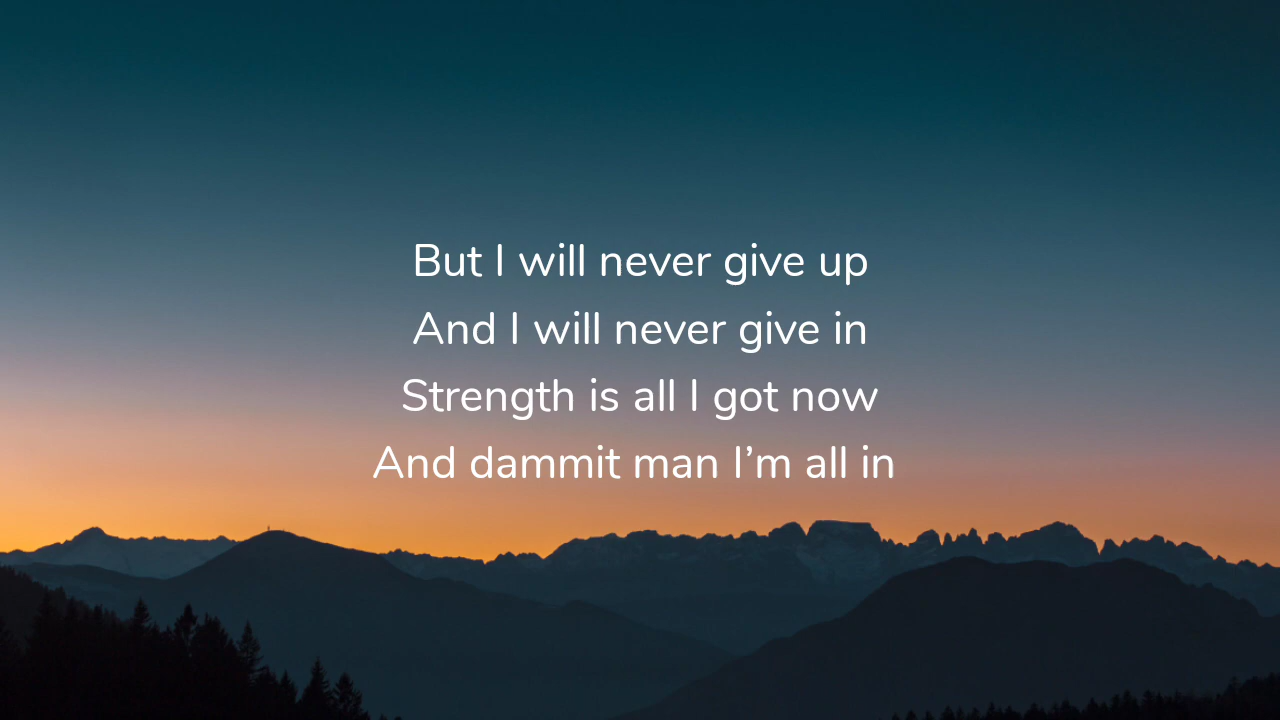 But I will never give up
And I will never give in
Strength is all I got now
And dammit man I’m all in